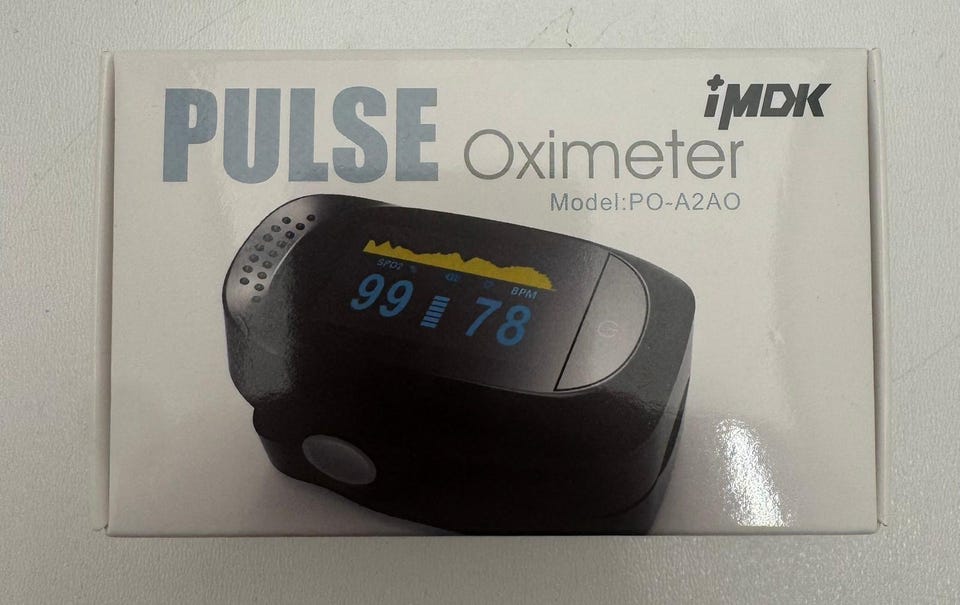 PULSE Oximeter
iMDK
Model:PO-A2AO
SPO2 %
BPM
99
78